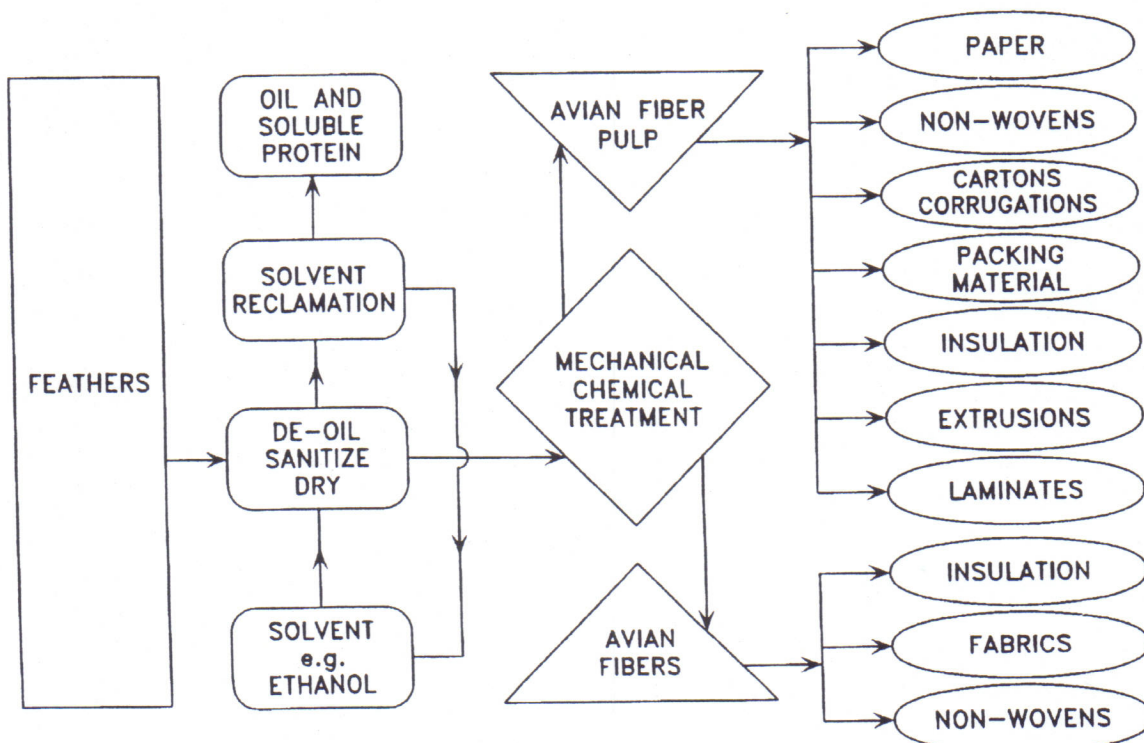 FEATHERS
OIL AND
SOLUBLE
PROTEIN
SOLVENT
RECLAMATION
DE-OIL
SANITIZE
DRY
SOLVENT
e.g.
ETHANOL
AVIAN FIBER
PULP
MECHANICAL
CHEMICAL
TREATMENT
AVIAN
FIBERS
PAPER
NON-WOVENS
CARTONS
CORRUGATIONS
PACKING
MATERIAL
INSULATION
EXTRUSIONS
LAMINATES
INSULATION
FABRICS
NON-WOVENS